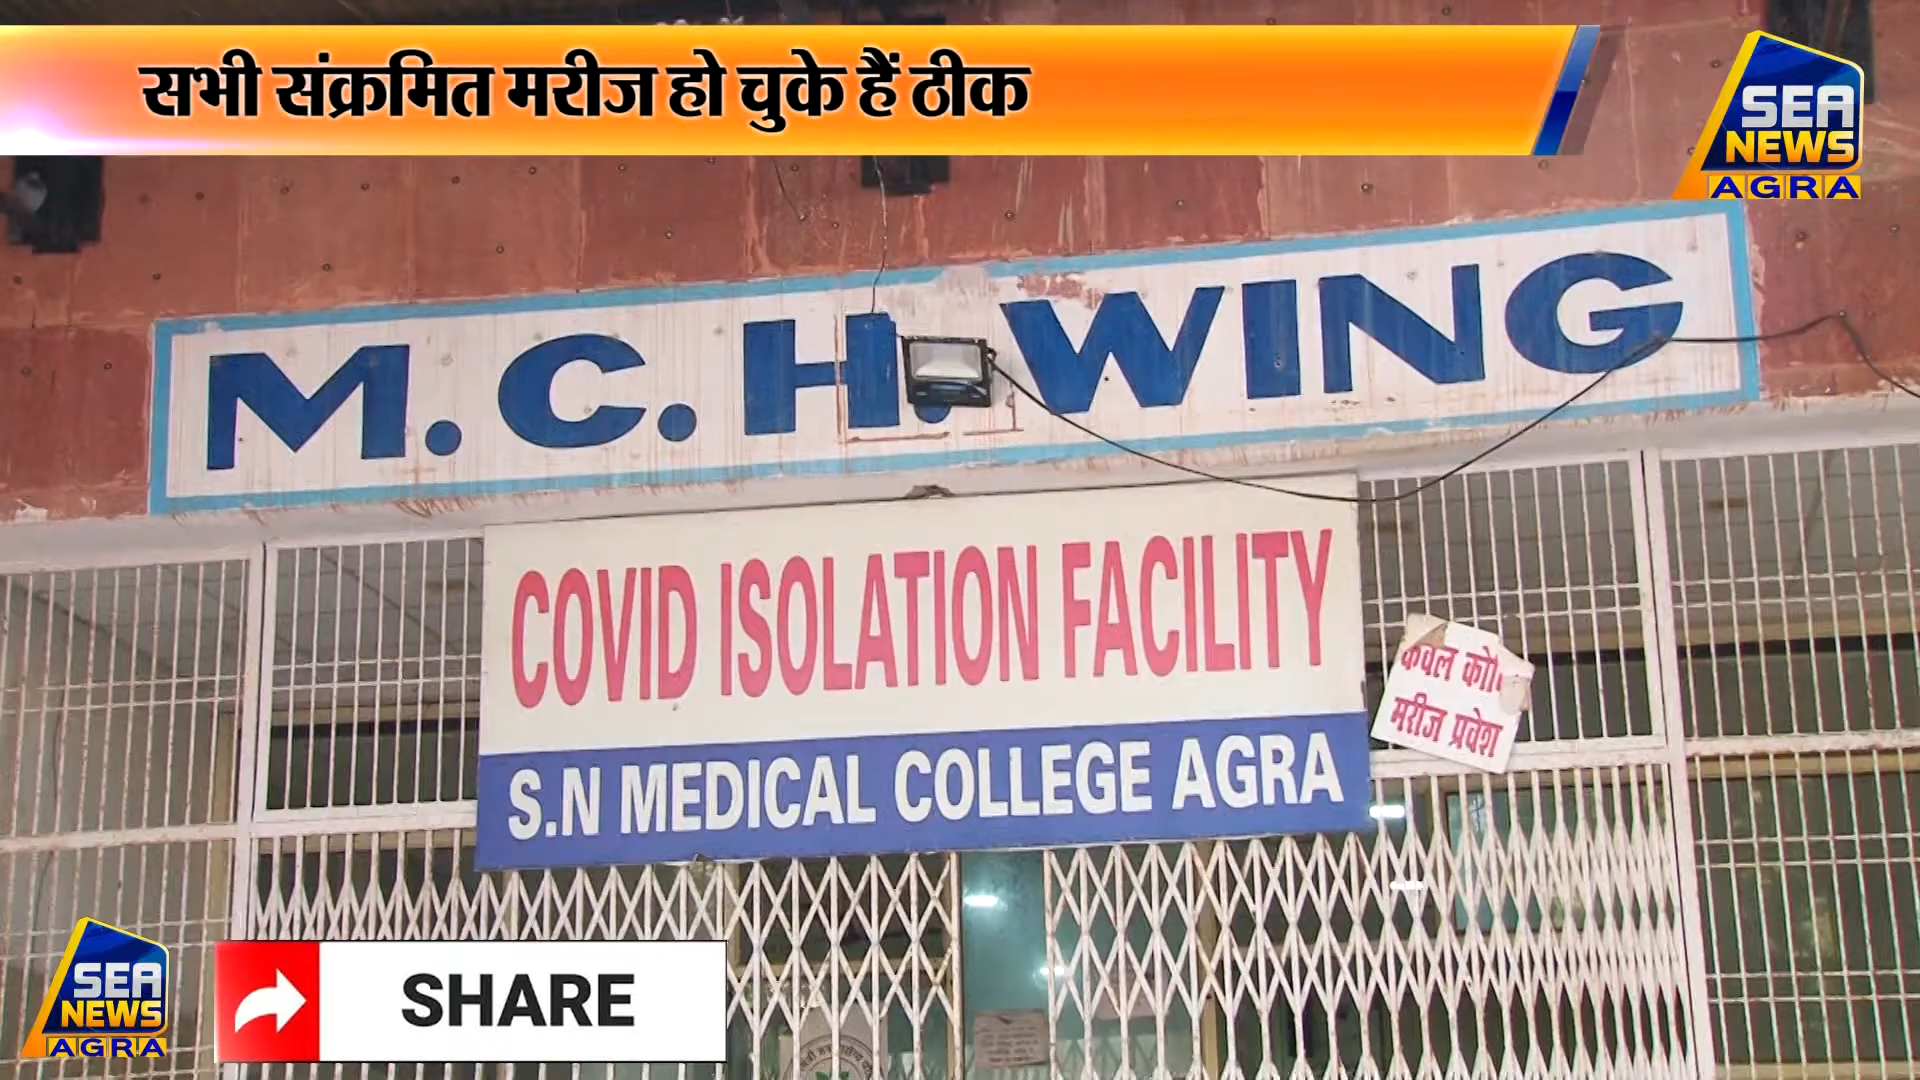 सभी संक्रमित मरीज हो चुके हैं ठीक
SEA
NEWS
AGRA
M.C.H. WING
COVID ISOLATION FACILITY
S.N MEDICAL COLLEGE AGRA
केवल
मरीज प्रवेश
SEA
NEWS
AGRA
SHARE